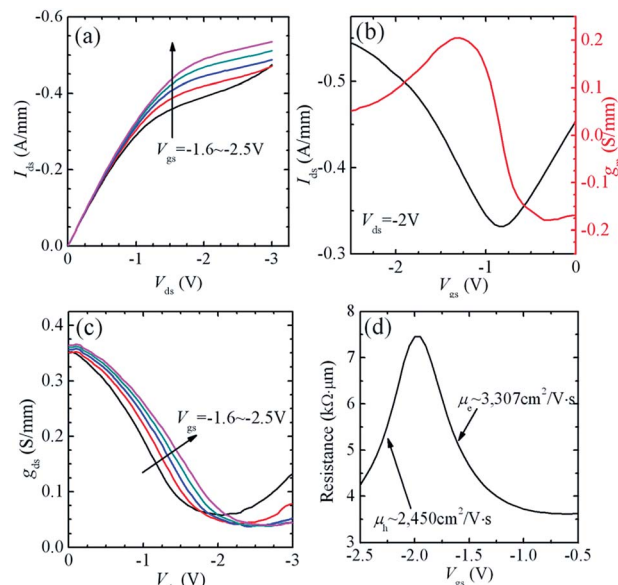 (a)
-0.6
-0.4
-0.2
0.0
I_ds (A/mm)
V_gs=-1.6~-2.5V
0 -1 -2 -3
V_ds (V)
(b)
-0.5
-0.4
-0.3
I_ds (A/mm)
V_ds=-2V
0.2
0.1
0.0
-0.1
-0.2
(S/mm)
-2 -1 0
V_gs (V)
(c)
0.4
0.3
0.2
0.1
0.0
g_ds (S/mm)
V_gs=-1.6~-2.5V
0 -1 -2 -3
(V)
(d)
8
7
6
5
4
3
Resistance (kΩ·μm)
μ_e~3,307cm²/V·s
μ_h~2,450cm²/V·s
-2.5 -2.0 -1.5 -1.0 -0.5
V_gs (V)